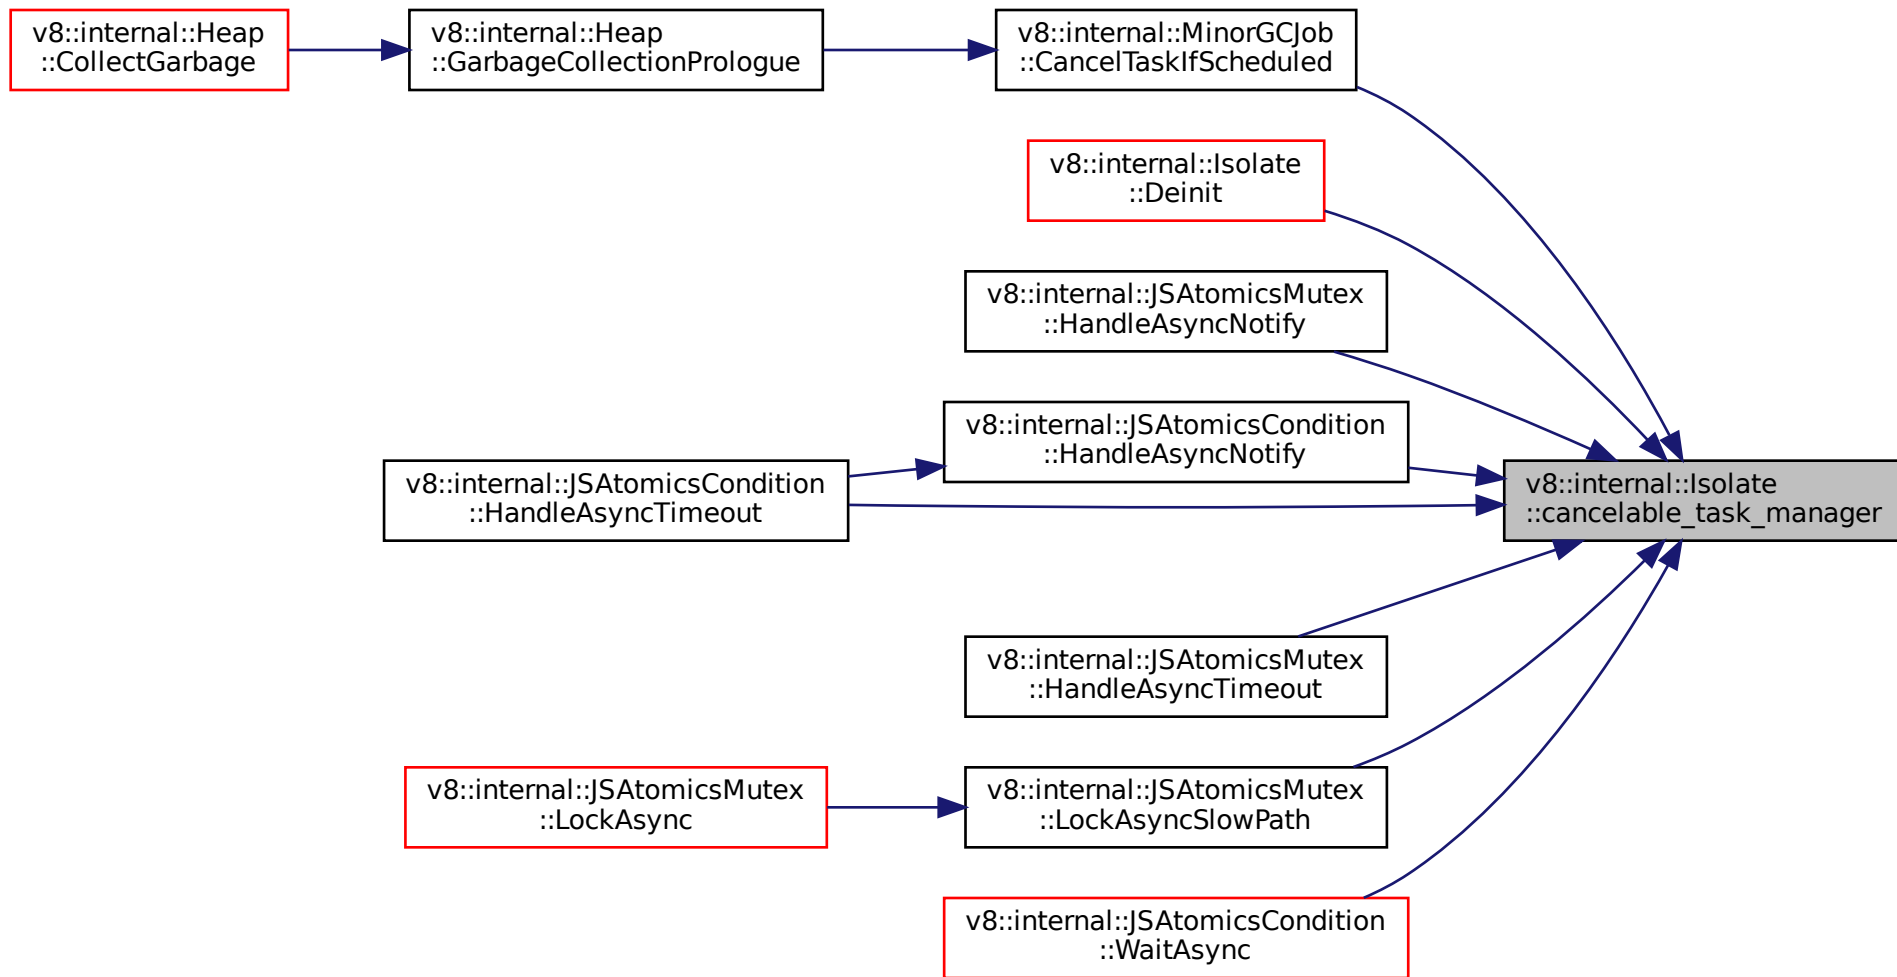 v8::internal::Heap
::CollectGarbage
v8::internal::Heap
::GarbageCollectionPrologue
v8::internal::MinorGCJob
::CancelTaskIfScheduled
v8::internal::Isolate
::Deinit
v8::internal::JSAtomicsMutex
::HandleAsyncNotify
v8::internal::JSAtomicsCondition
::HandleAsyncNotify
v8::internal::JSAtomicsCondition
::HandleAsyncTimeout
v8::internal::Isolate
::cancelable_task_manager
v8::internal::JSAtomicsMutex
::HandleAsyncTimeout
v8::internal::JSAtomicsMutex
::LockAsync
v8::internal::JSAtomicsMutex
::LockAsyncSlowPath
v8::internal::JSAtomicsCondition
::WaitAsync